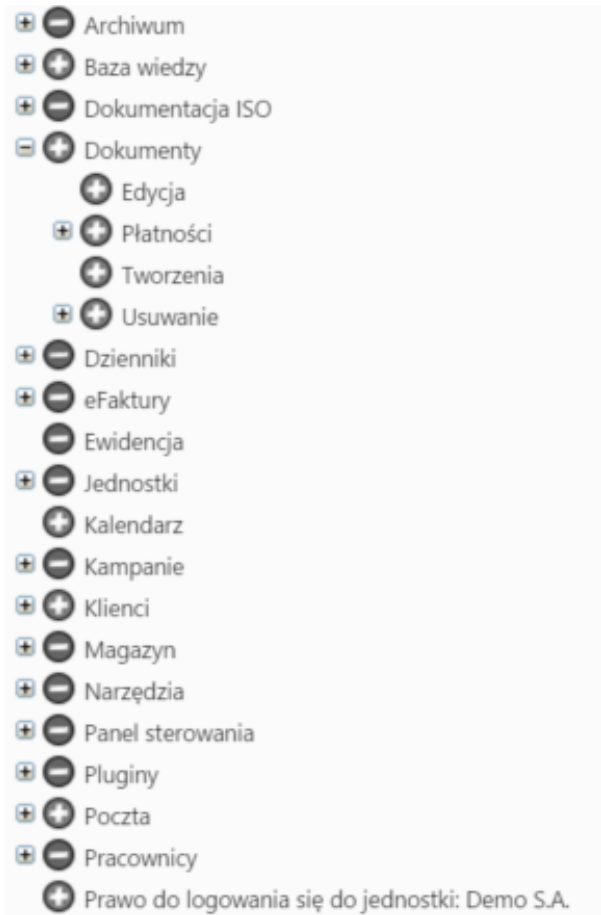 Archiwum
Baza wiedzy
Dokumentacja ISO
Dokumenty
Edycja
Płatności
Tworzenia
Usuwanie
Dzienniki
eFaktury
Ewidencja
Jednostki
Kalendarz
Kampanie
Klienci
Magazyn
Narzędzia
Panel sterowania
Pluginy
Poczta
Pracownicy
Prawo do logowania się do jednostki: Demo S.A.